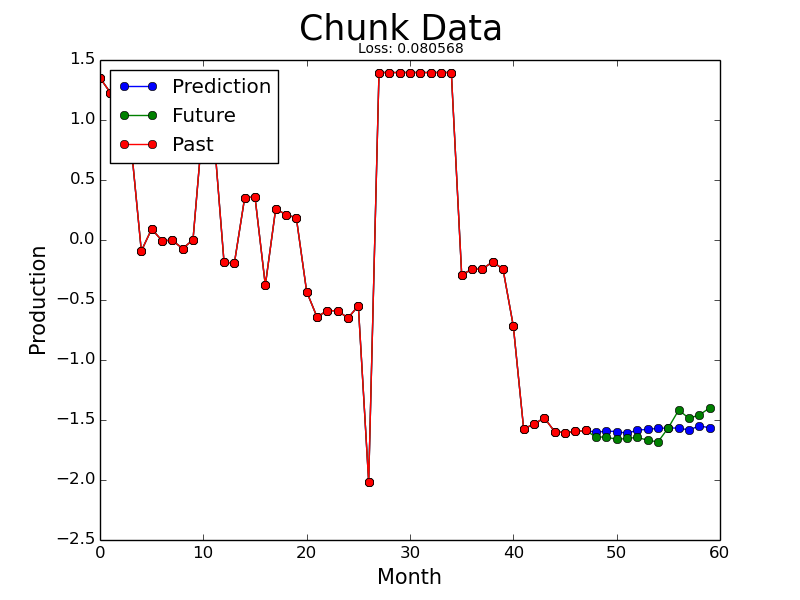 Chunk Data
Loss: 0.080568
1.5
1.0
0.5
0.0
−0.5
−1.0
−1.5
−2.0
−2.5
Production
Prediction
Future
Past
0 10 20 30 40 50 60
Month